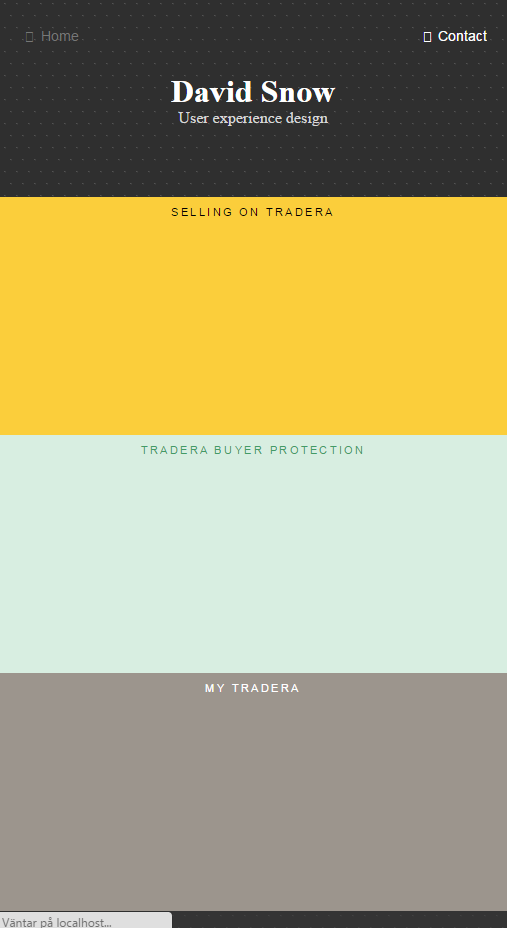 Home
Contact
David Snow
User experience design
SELLING ON TRADERA
TRADERA BUYER PROTECTION
MY TRADERA
Väntar på localhost...